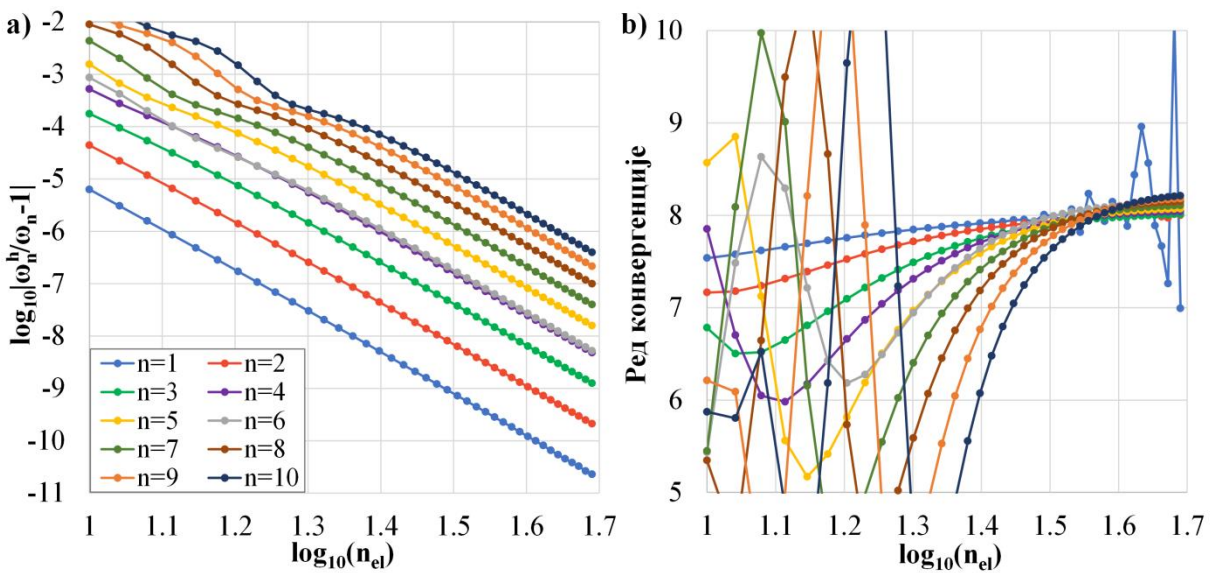 a)
log₁₀|ωₙʰ/ωₙ-1|
-2
-3
-4
-5
-6
-7
-8
-9
-10
-11
n=1 n=2
n=3 n=4
n=5 n=6
n=7 n=8
n=9 n=10
1 1.1 1.2 1.3 1.4 1.5 1.6 1.7
log₁₀(nₑₗ)
b)
Ред конвергенције
10
9
8
7
6
5
1 1.1 1.2 1.3 1.4 1.5 1.6 1.7
log₁₀(nₑₗ)